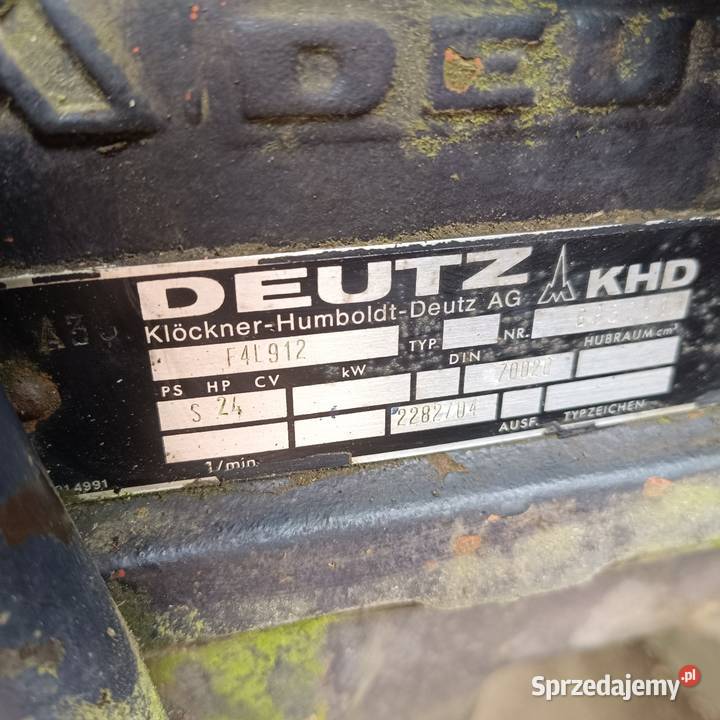 DEU
DEUTZ KHD
Klöckner-Humboldt-Deutz AG
F4L912 TYP NR.
PS HP CV kW DIN HUBRAUM cm³
S 24 2282/04 AUSF. TYPZEICHEN
1/min
Sprzedajemy.pl